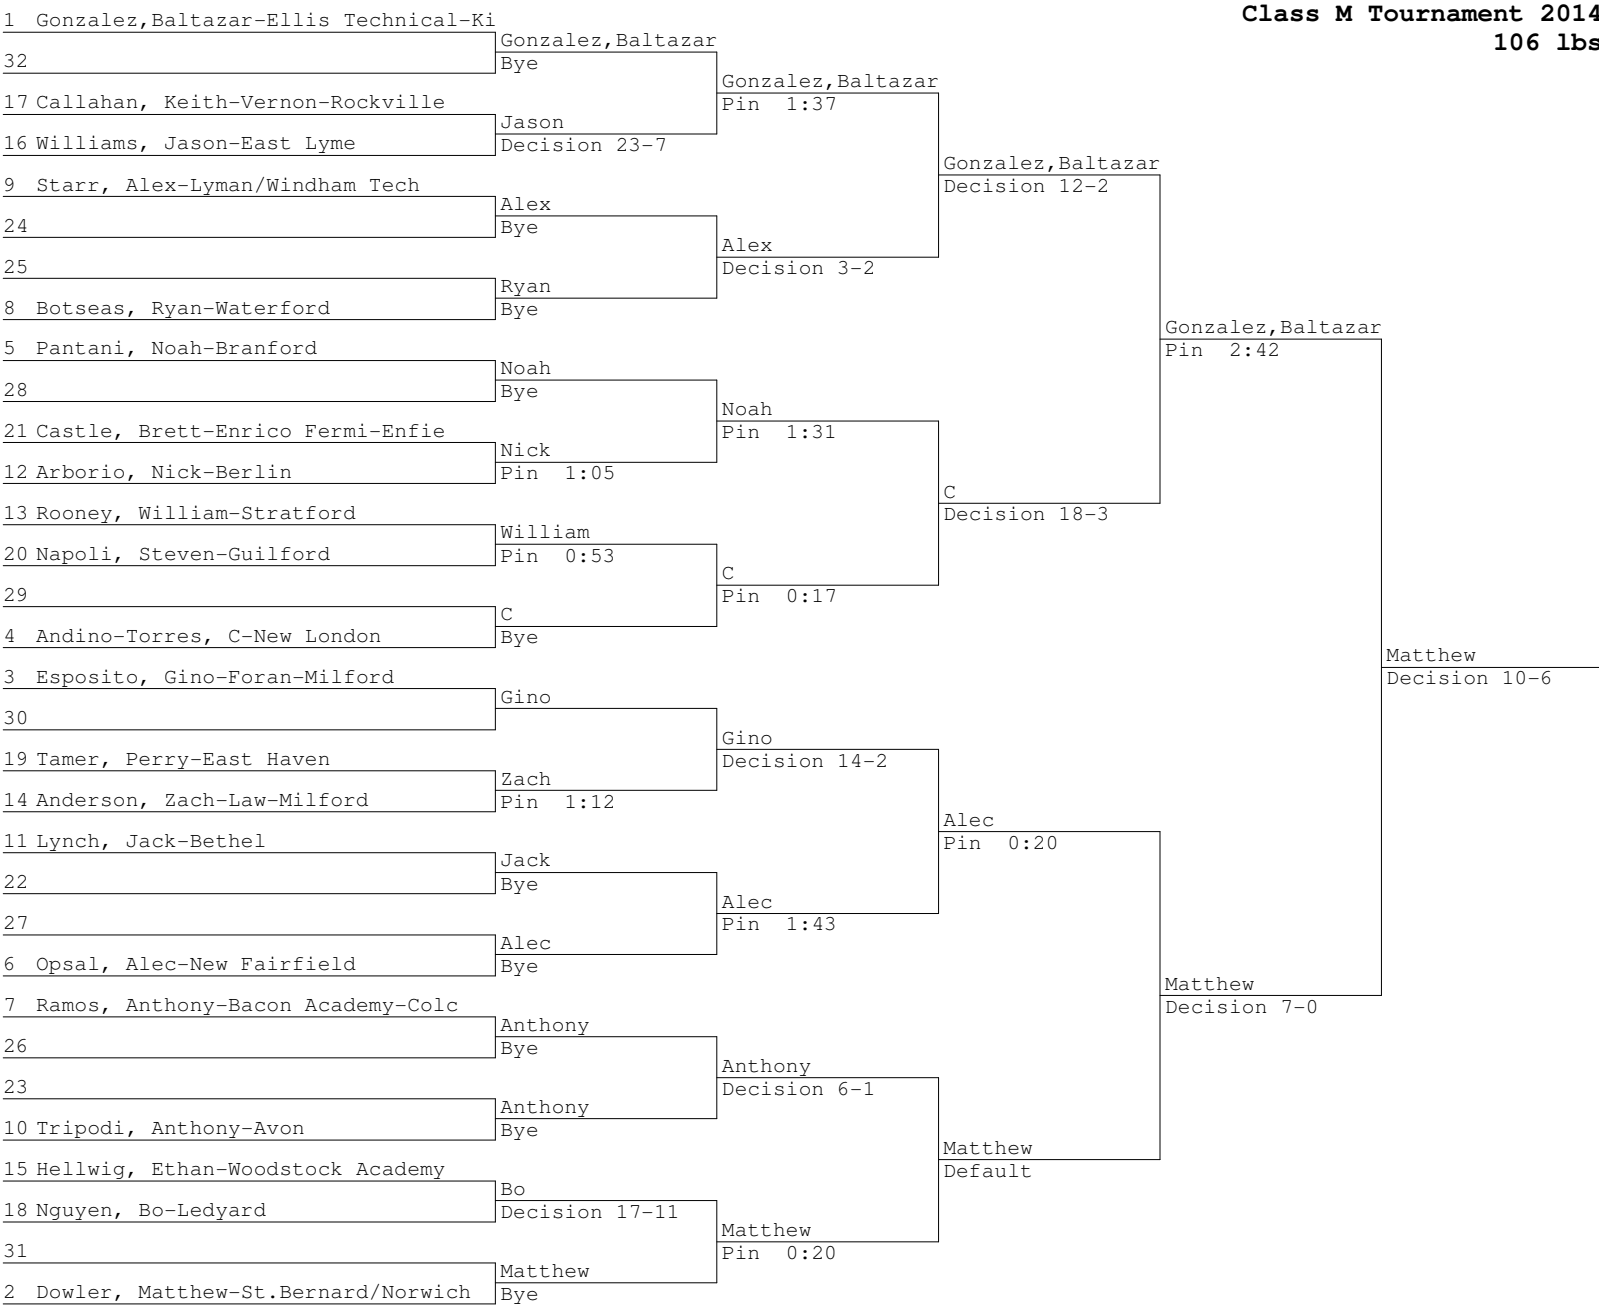 Class M Tournament 2014
106 lbs
1 Gonzalez,Baltazar-Ellis Technical-Ki
32
17 Callahan, Keith-Vernon-Rockville
16 Williams, Jason-East Lyme
9 Starr, Alex-Lyman/Windham Tech
24
25
8 Botseas, Ryan-Waterford
5 Pantani, Noah-Branford
28
21 Castle, Brett-Enrico Fermi-Enfie
12 Arborio, Nick-Berlin
13 Rooney, William-Stratford
20 Napoli, Steven-Guilford
29
4 Andino-Torres, C-New London
3 Esposito, Gino-Foran-Milford
30
19 Tamer, Perry-East Haven
14 Anderson, Zach-Law-Milford
11 Lynch, Jack-Bethel
22
27
6 Opsal, Alec-New Fairfield
7 Ramos, Anthony-Bacon Academy-Colc
26
23
10 Tripodi, Anthony-Avon
15 Hellwig, Ethan-Woodstock Academy
18 Nguyen, Bo-Ledyard
31
2 Dowler, Matthew-St.Bernard/Norwich
Gonzalez,Baltazar
Bye
Jason
Decision 23-7
Alex
Bye
Ryan
Bye
Noah
Bye
Nick
Pin 1:05
William
Pin 0:53
C
Bye
Gino
Zach
Pin 1:12
Jack
Bye
Alec
Bye
Anthony
Bye
Anthony
Bye
Bo
Decision 17-11
Matthew
Bye
Gonzalez,Baltazar
Pin 1:37
Alex
Decision 3-2
Noah
Pin 1:31
C
Pin 0:17
Gino
Decision 14-2
Alec
Pin 1:43
Anthony
Decision 6-1
Matthew
Pin 0:20
Gonzalez,Baltazar
Decision 12-2
C
Decision 18-3
Alec
Pin 0:20
Matthew
Default
Gonzalez,Baltazar
Pin 2:42
Matthew
Decision 7-0
Matthew
Decision 10-6